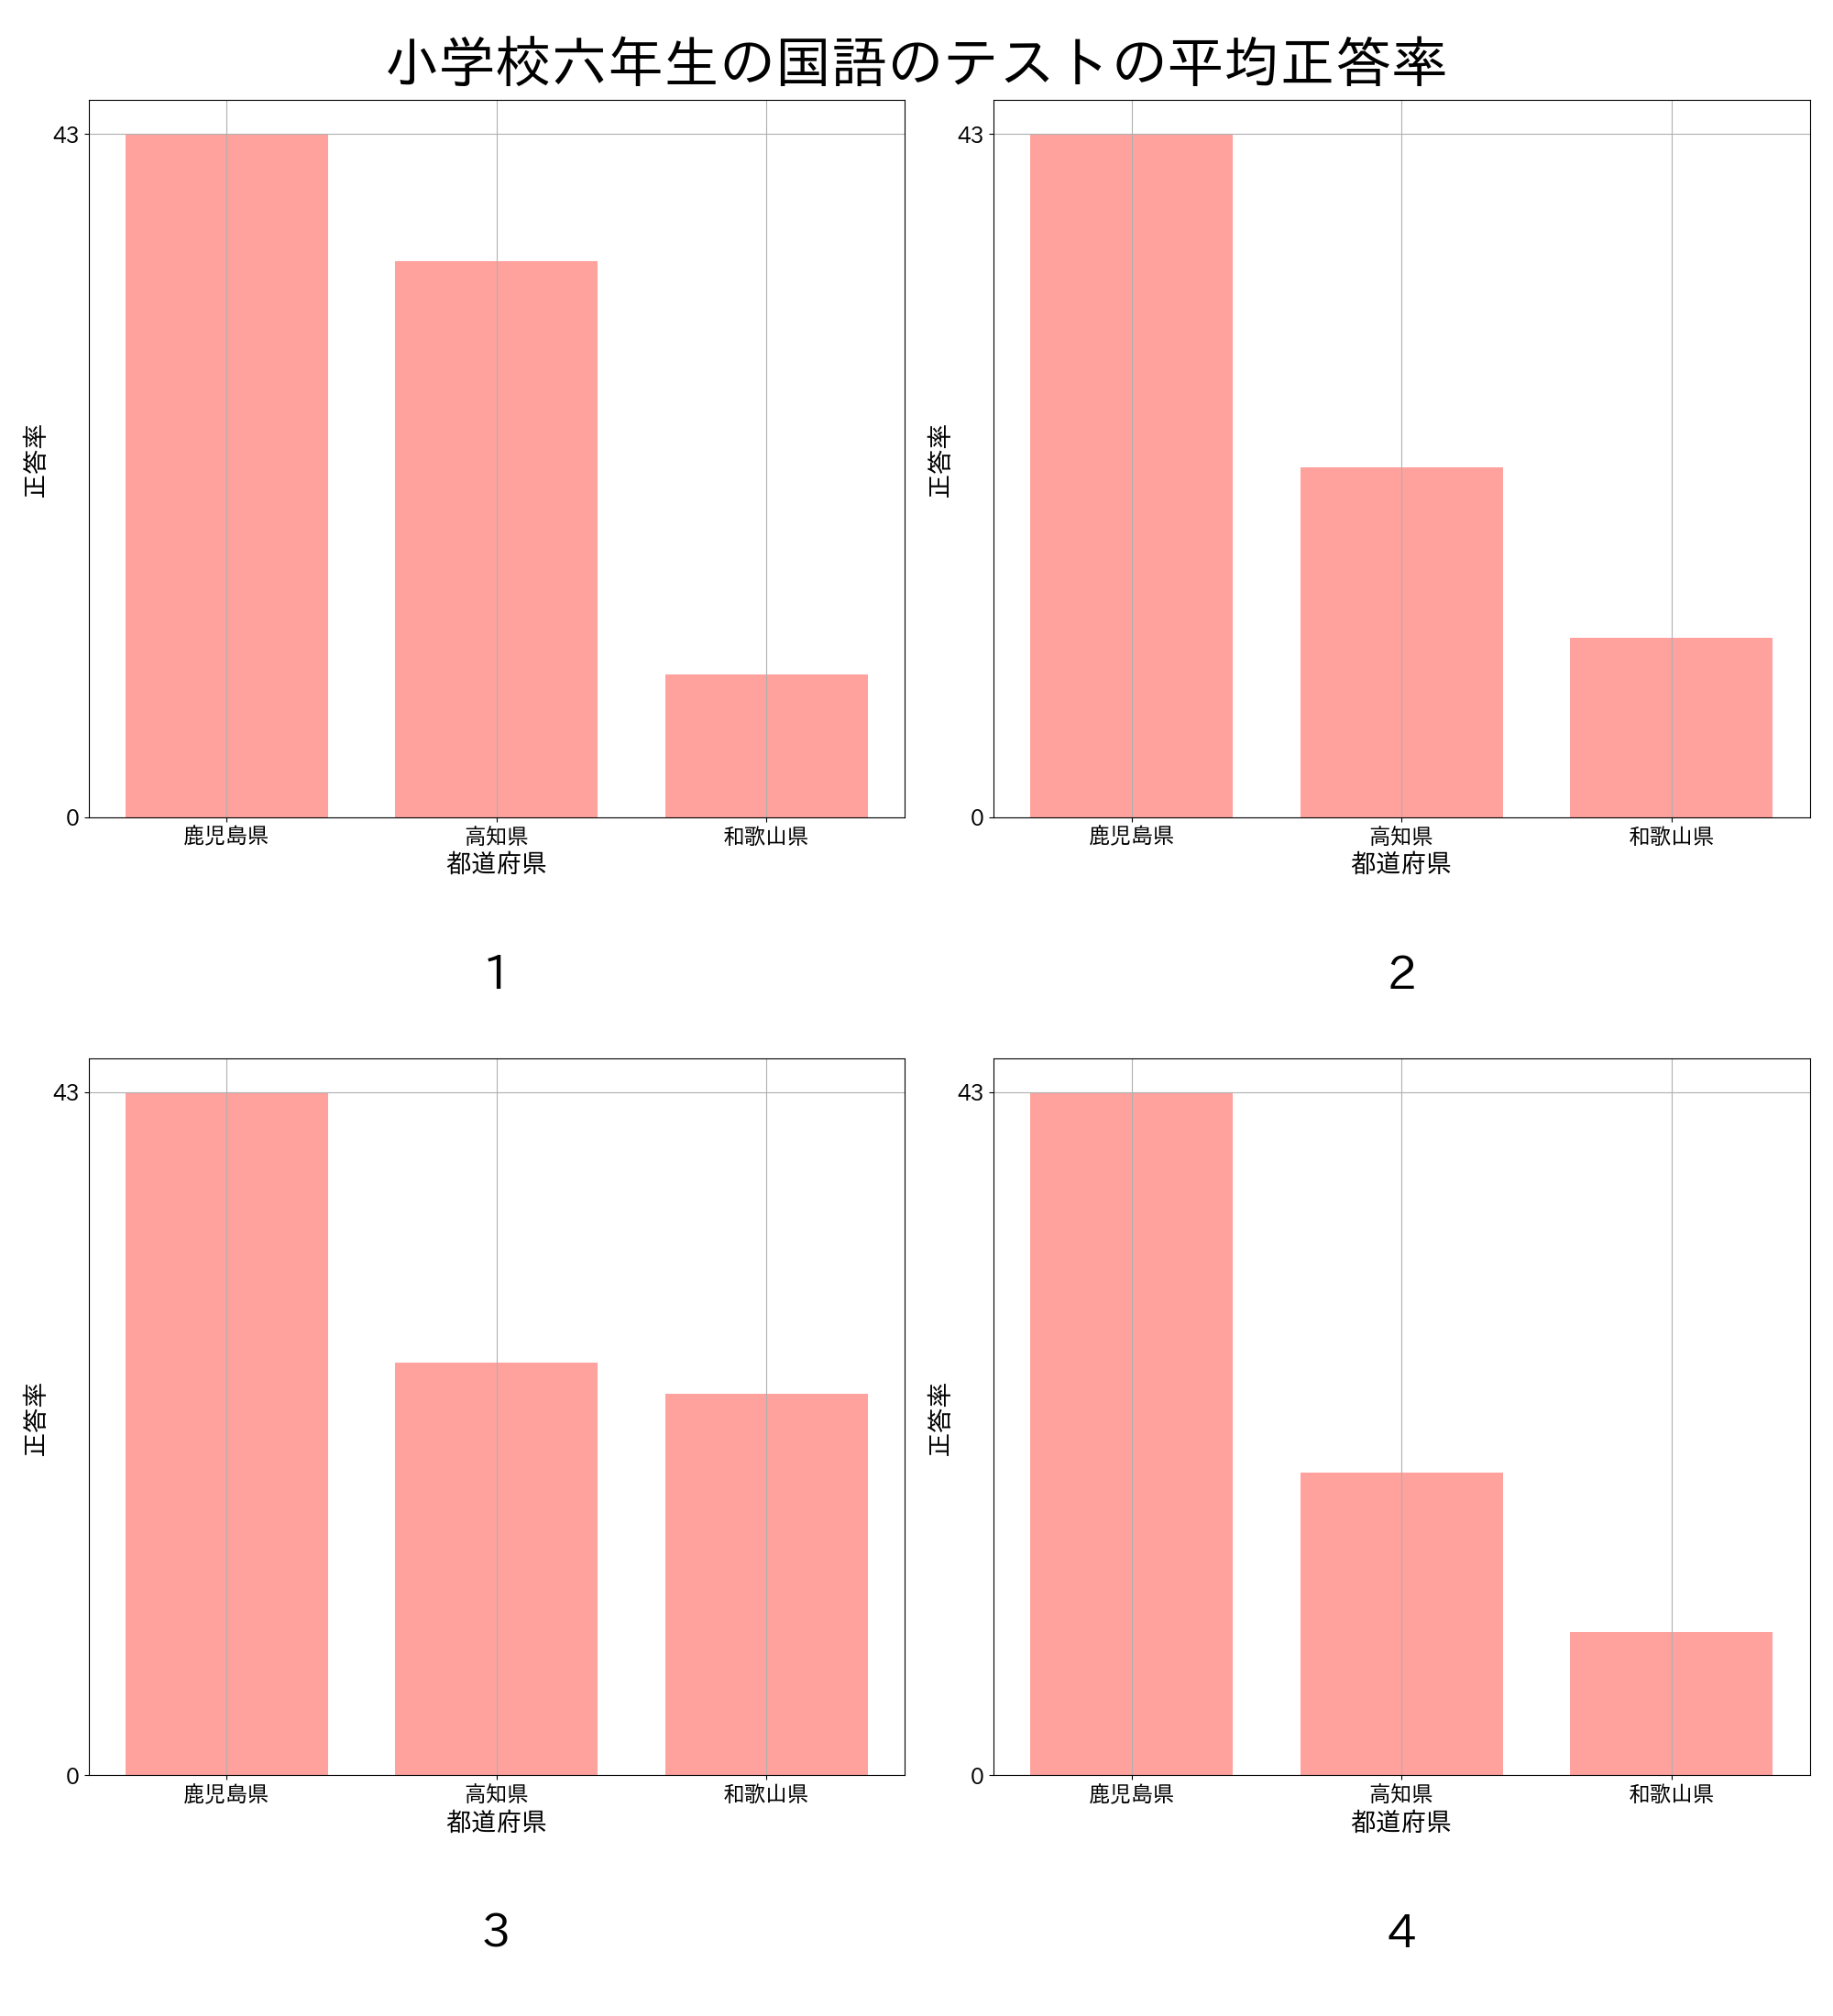 小学校六年生の国語のテストの平均正答率
43
0
正答率
鹿児島県 高知県 和歌山県
都道府県
1
43
0
正答率
鹿児島県 高知県 和歌山県
都道府県
2
43
0
正答率
鹿児島県 高知県 和歌山県
都道府県
3
43
0
正答率
鹿児島県 高知県 和歌山県
都道府県
4